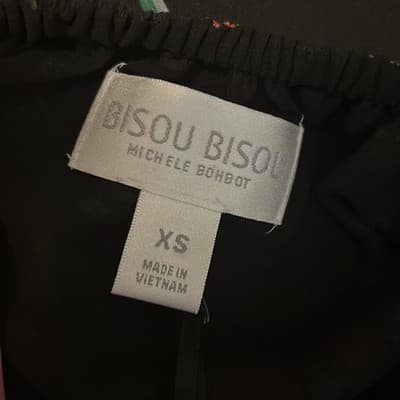 BISOU BISOU
MICHELE BOHBOT
XS
MADE IN
VIETNAM